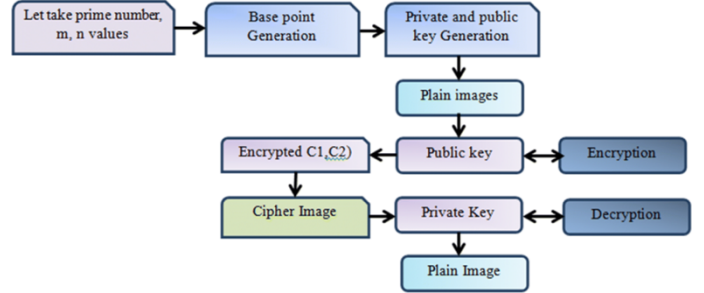 Let take prime number,
m, n values
Base point
Generation
Private and public
key Generation
Plain images
Encrypted C1,C2)
Public key
Encryption
Cipher Image
Private Key
Decryption
Plain Image